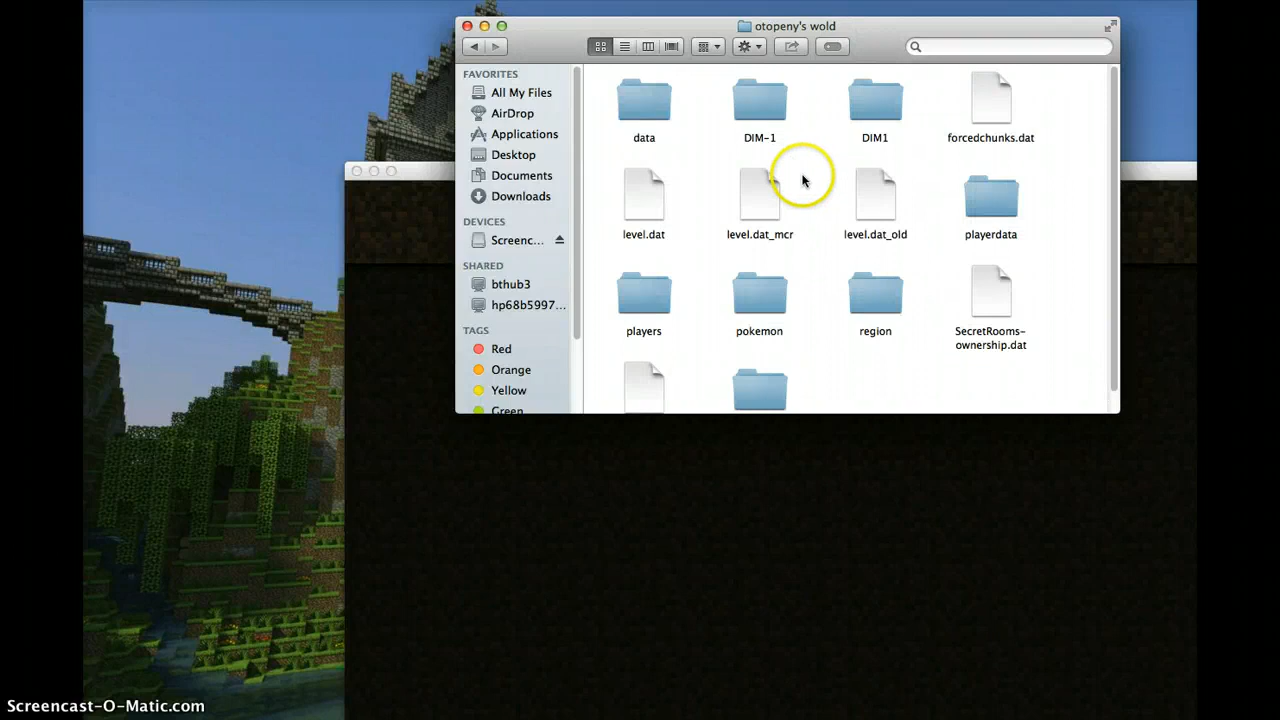 otopeny's wold
FAVORITES
All My Files
AirDrop
Applications
Desktop
Documents
Downloads
DEVICES
Screenc...
SHARED
bthub3
hp68b5997...
TAGS
Red
Orange
Yellow
Green
data
DIM-1
DIM1
forcedchunks.dat
level.dat
level.dat_mcr
level.dat_old
playerdata
players
pokemon
region
SecretRooms-
ownership.dat
Screencast-O-Matic.com